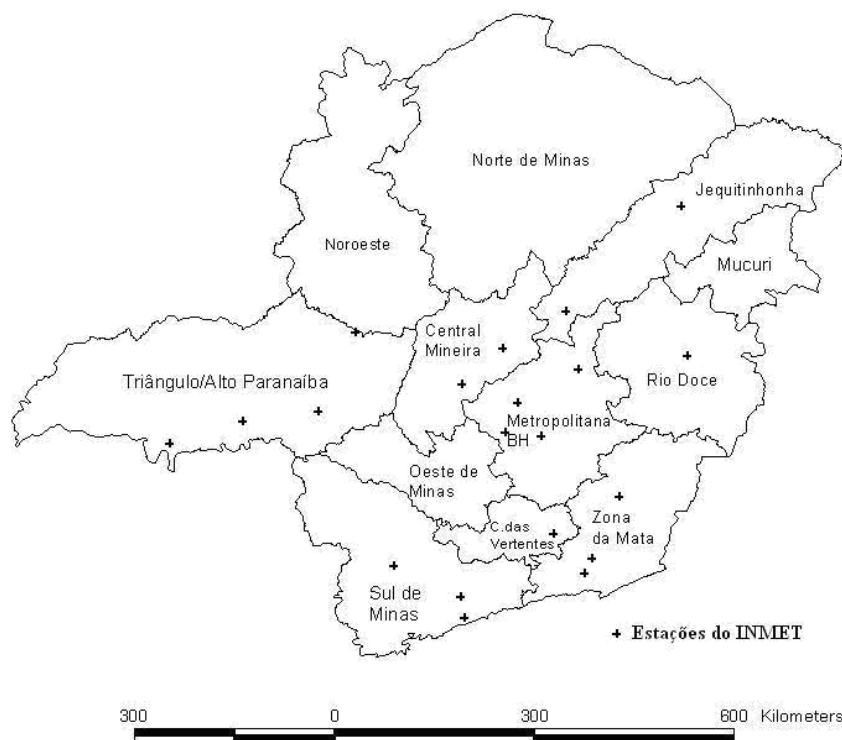 Norte de Minas
Jequitinhonha
Noroeste
Mucuri
Central
Mineira
Triângulo/Alto Paranaíba
Rio Doce
Metropolitana
BH
Oeste de
Minas
Zona
da Mata
C.das
Vertentes
Sul de
Minas
Estações do INMET
300 0 300 600 Kilometers